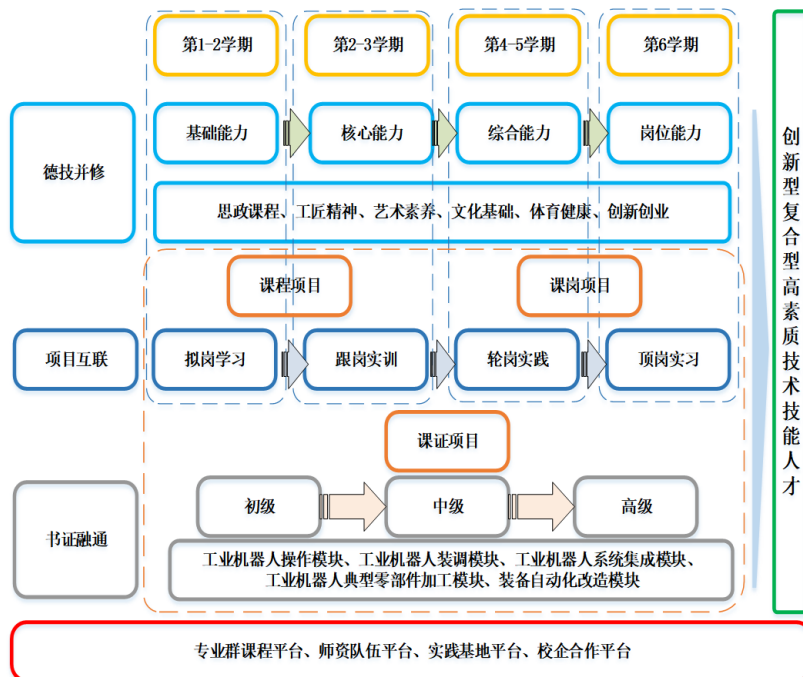 第1-2学期
第2-3学期
第4-5学期
第6学期
德技并修
基础能力
核心能力
综合能力
岗位能力
思政课程、工匠精神、艺术素养、文化基础、体育健康、创新创业
课程项目
课岗项目
项目互联
拟岗学习
跟岗实训
轮岗实践
顶岗实习
课证项目
书证融通
初级
中级
高级
工业机器人操作模块、工业机器人装调模块、工业机器人系统集成模块、
工业机器人典型零部件加工模块、装备自动化改造模块
创新型复合型高素质技术技能人才
专业群课程平台、师资队伍平台、实践基地平台、校企合作平台